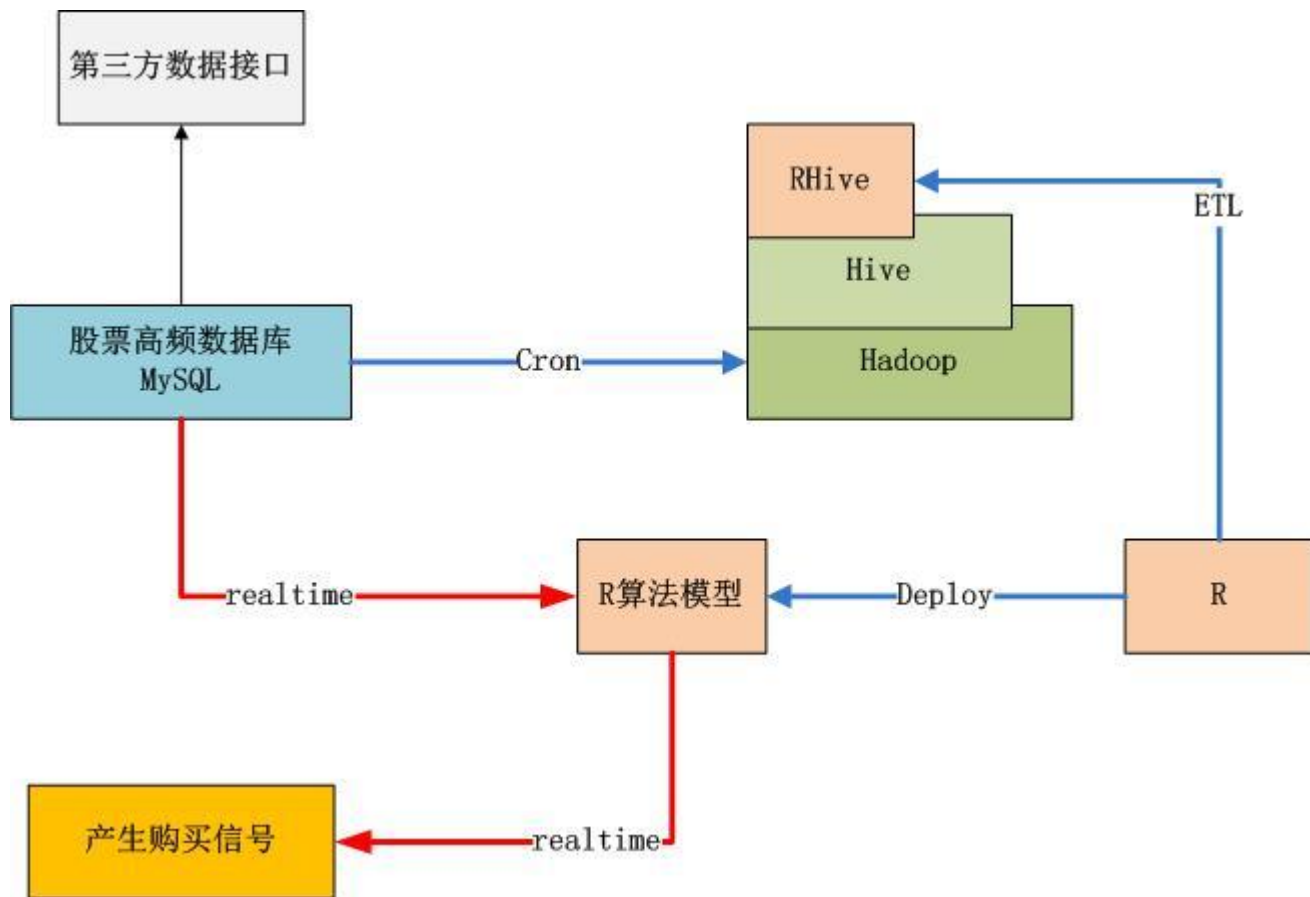 第三方数据接口
RHive
ETL
Hive
股票高频数据库
MySQL
Cron
Hadoop
realtime
R算法模型
Deploy
R
产生购买信号
realtime